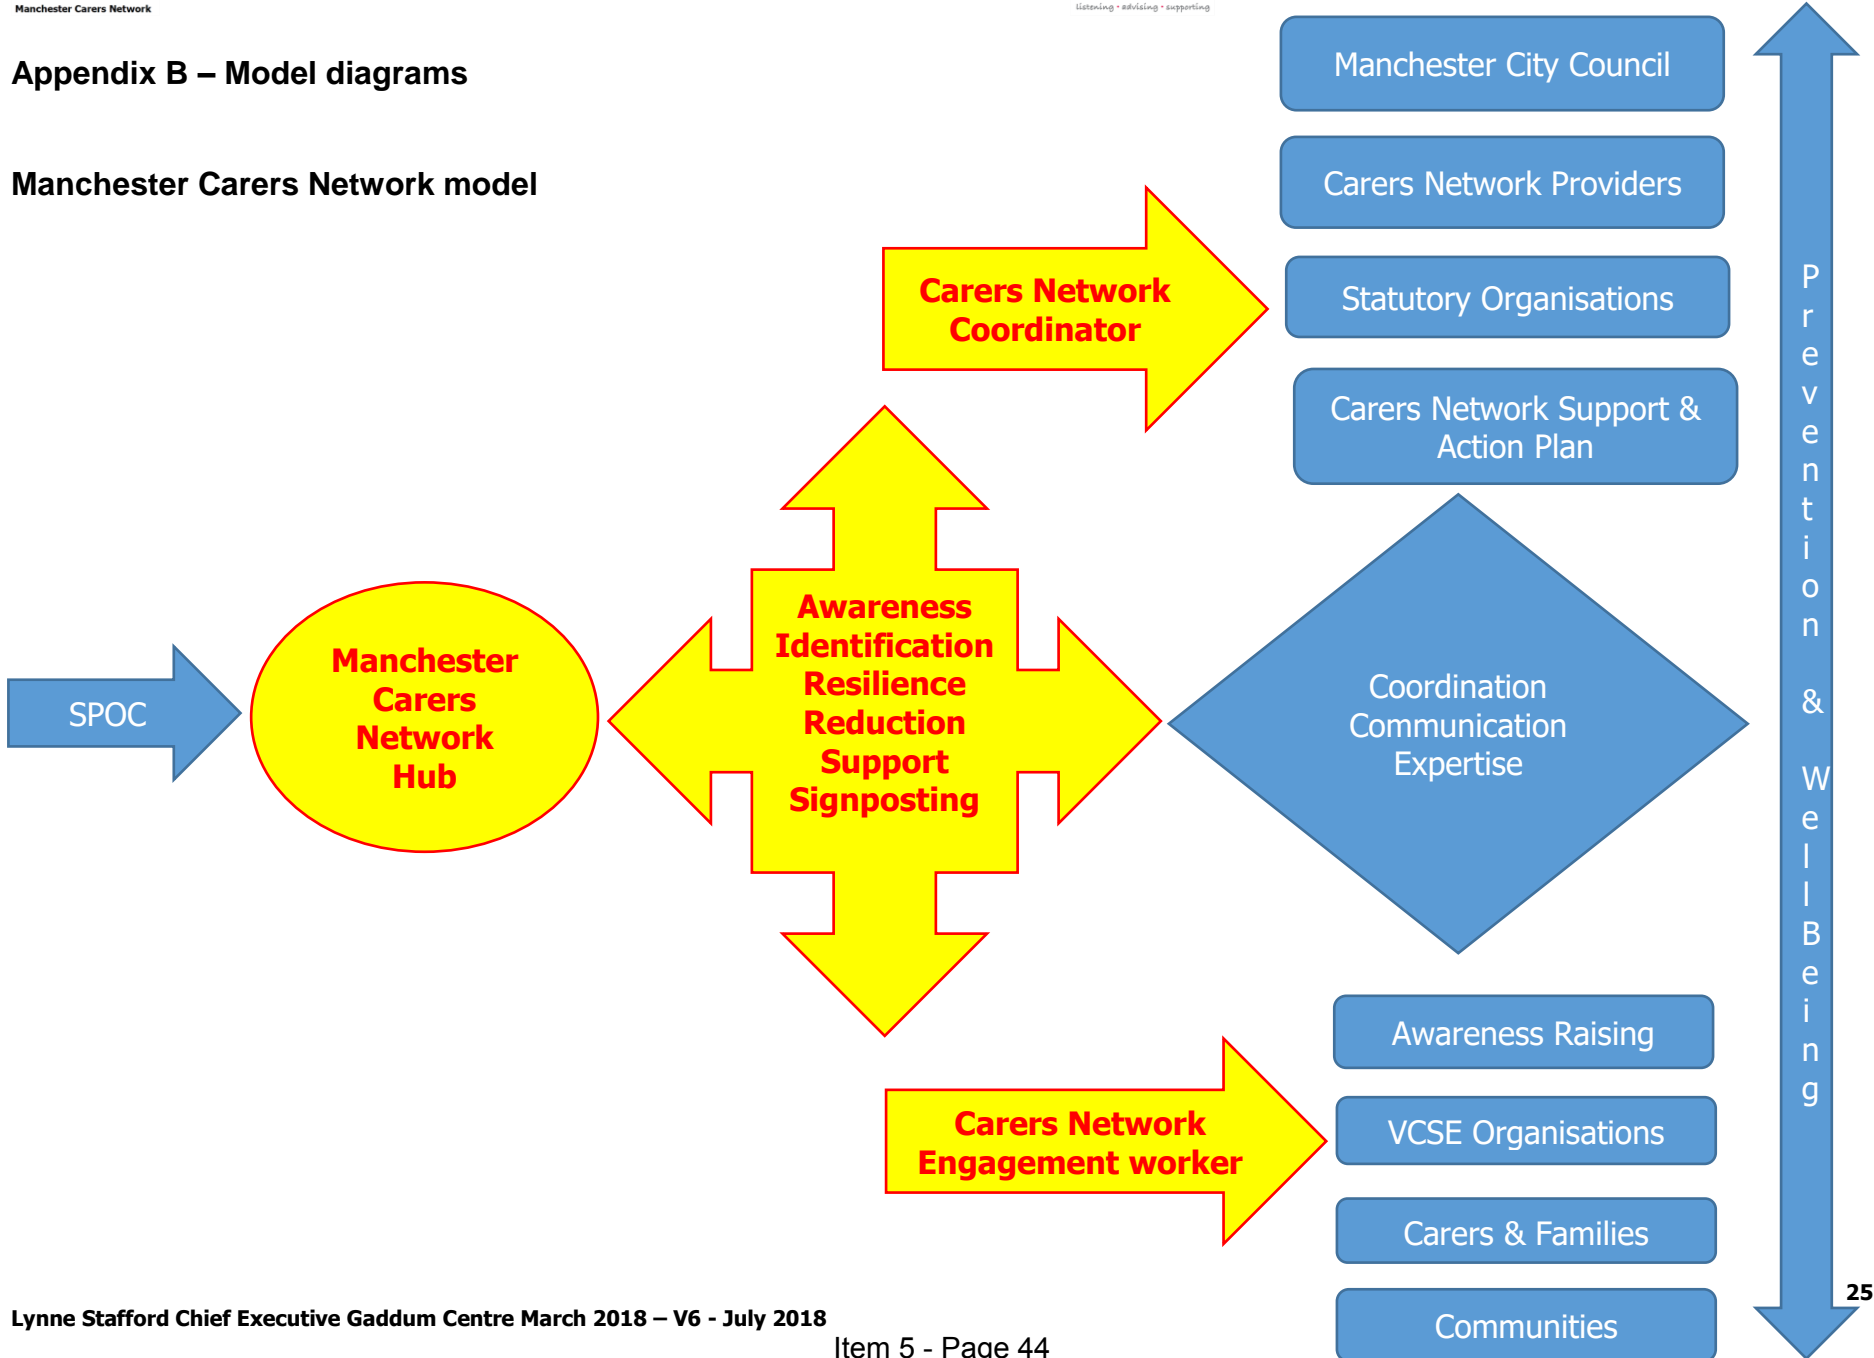 Manchester Carers Network
listening • advising • supporting
Appendix B – Model diagrams
Manchester Carers Network model
SPOC
Manchester
Carers
Network
Hub
Awareness
Identification
Resilience
Reduction
Support
Signposting
Carers Network
Coordinator
Manchester City Council
Carers Network Providers
Statutory Organisations
Carers Network Support &
Action Plan
Coordination
Communication
Expertise
Carers Network
Engagement worker
Awareness Raising
VCSE Organisations
Carers & Families
Communities
P
r
e
v
e
n
t
i
o
n
&
W
e
l
l
B
e
i
n
g
25
Lynne Stafford Chief Executive Gaddum Centre March 2018 – V6 - July 2018
Item 5 - Page 44